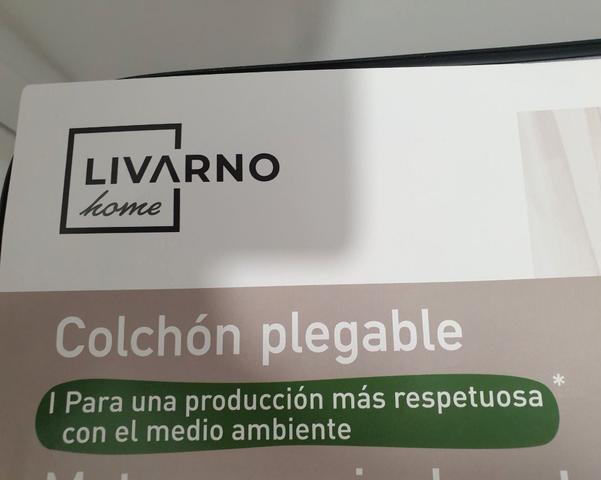 LIVARNO
home
Colchón plegable
I Para una producción más respetuosa*
con el medio ambiente